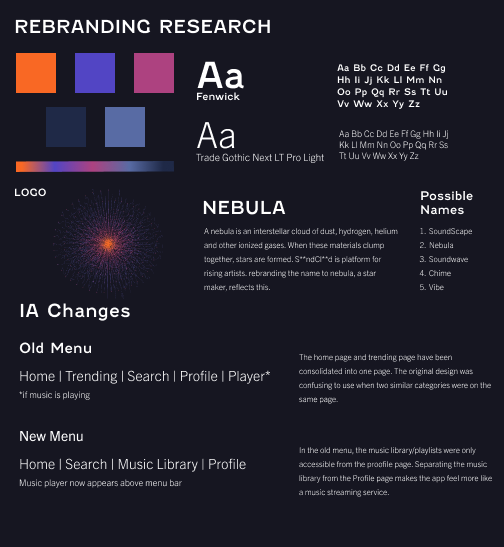 REBRANDING RESEARCH
Aa
Fenwick
Aa Bb Cc Dd Ee Ff Gg
Hh Ii Jj Kk Ll Mm Nn
Oo Pp Qq Rr Ss Tt Uu
Vv Ww Xx Yy Zz
Aa
Trade Gothic Next LT Pro Light
Aa Bb Cc Dd Ee Ff Gg Hh Ii Jj
Kk Ll Mm Nn Oo Pp Qq Rr Ss
Tt Uu Vv Ww Xx Yy Zz
LOGO
NEBULA
A nebula is an interstellar cloud of dust, hydrogen, helium
and other ionized gases. When these materials clump
together, stars are formed. S**ndCl**d is platform for
rising artists. rebranding the name to nebula, a star
maker, reflects this.
Possible
Names
1. SoundScape
2. Nebula
3. Soundwave
4. Chime
5. Vibe
IA Changes
Old Menu
Home | Trending | Search | Profile | Player*
*if music is playing
The home page and trending page have been
consolidated into one page. The original design was
confusing to use when two similar categories were on the
same page.
New Menu
Home | Search | Music Library | Profile
Music player now appears above menu bar
In the old menu, the music library/playlists were only
accessible from the proofile page. Separating the music
library from the Profile page makes the app feel more like
a music streaming service.